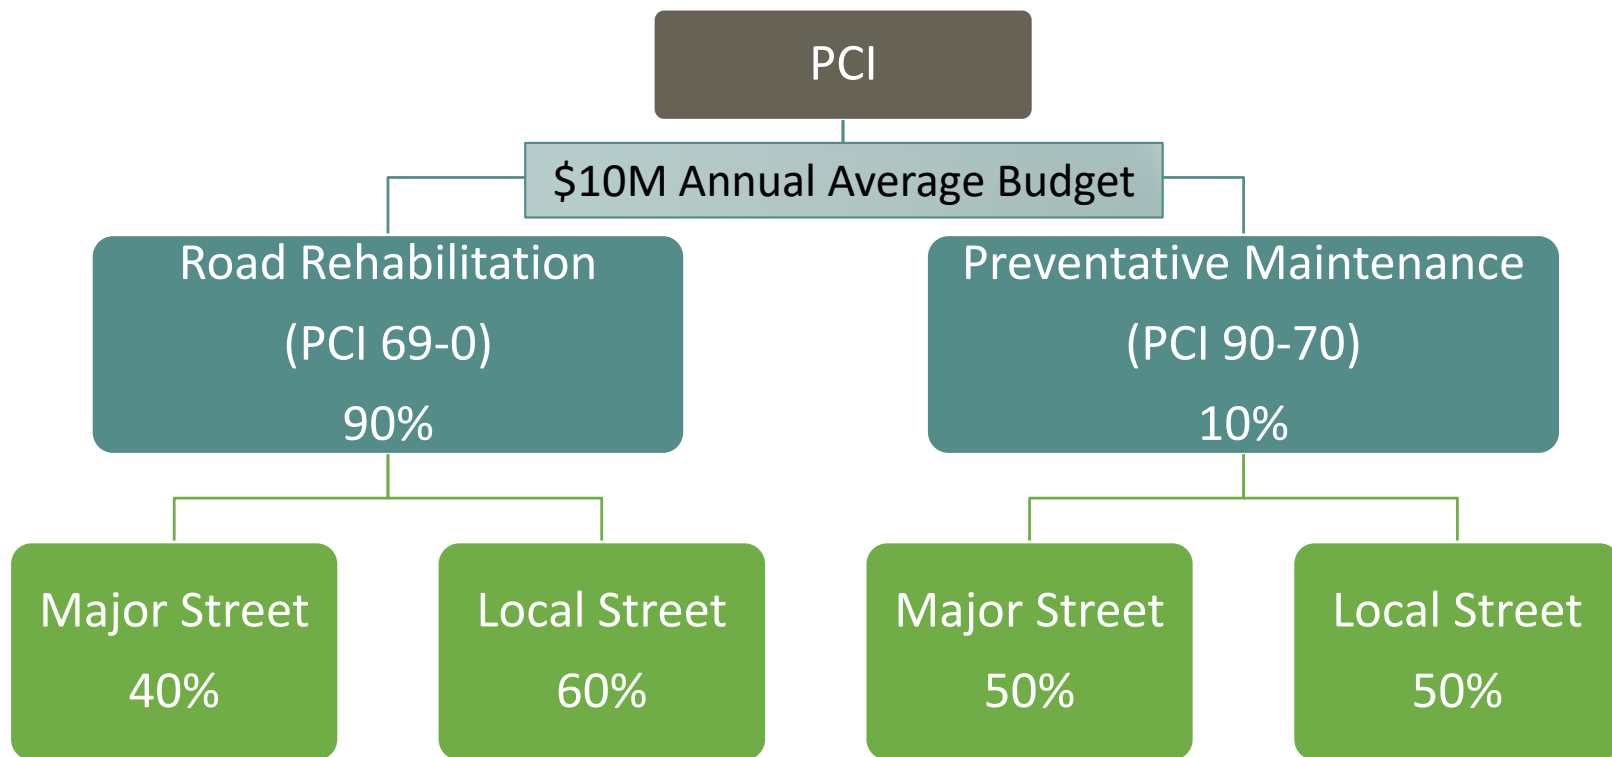 PCI
$10M Annual Average Budget
Road Rehabilitation
(PCI 69-0)
90%
Preventative Maintenance
(PCI 90-70)
10%
Major Street
40%
Local Street
60%
Major Street
50%
Local Street
50%